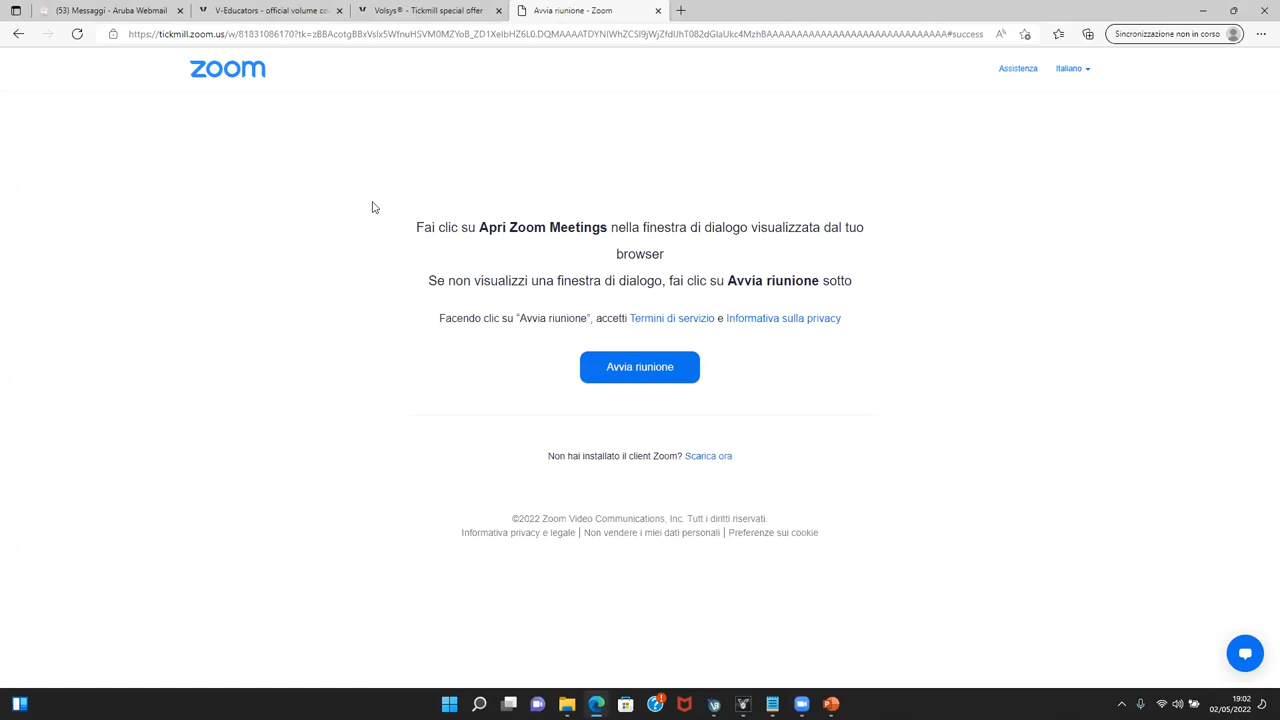 (53) Messaggi - Aruba Webmail
V-Educators - official volume co
Volsys® - Tickmill special offer
Avvia riunione - Zoom
Sincronizzazione non in corso
zoom
Assistenza
Italiano
Fai clic su Apri Zoom Meetings nella finestra di dialogo visualizzata dal tuo
browser
Se non visualizzi una finestra di dialogo, fai clic su Avvia riunione sotto
Facendo clic su “Avvia riunione”, accetti Termini di servizio e Informativa sulla privacy
Avvia riunione
Non hai installato il client Zoom? Scarica ora
©2022 Zoom Video Communications, Inc. Tutt i diritti riservati.
Informativa privacy e legale | Non vendere i miei dati personali | Preferenze sui cookie
19:02
02/05/2022